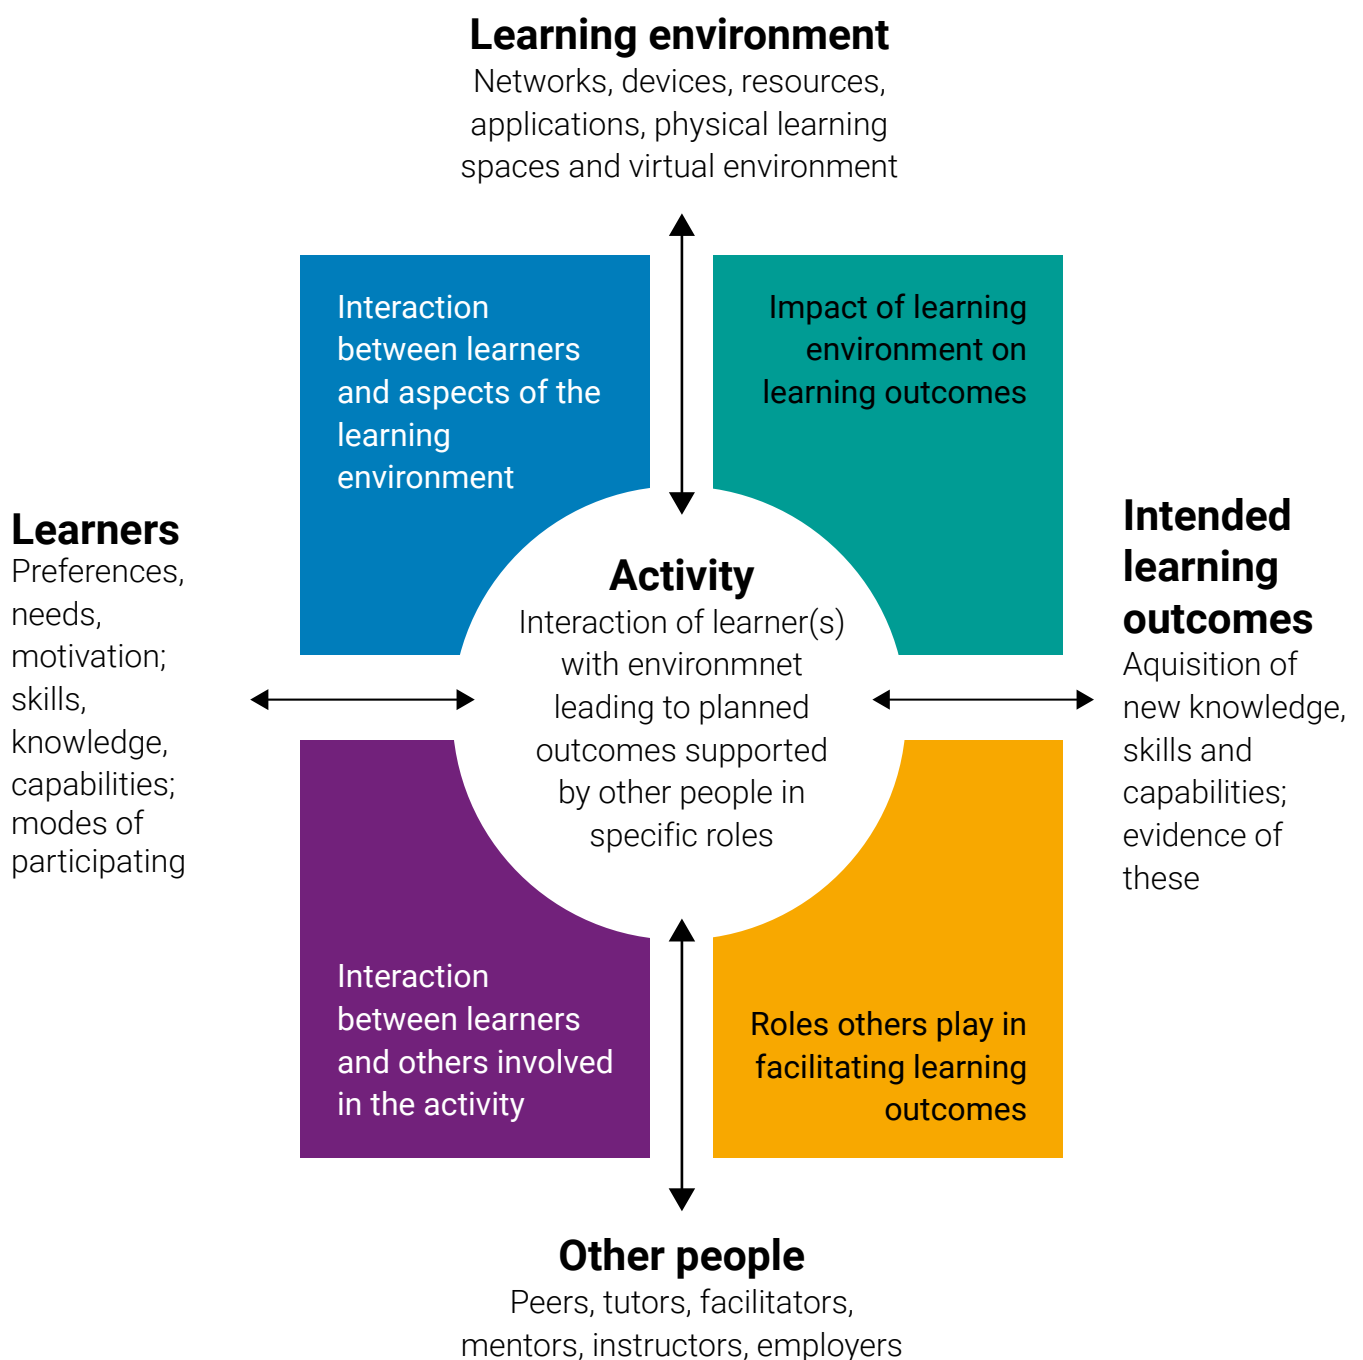 Learning environment
Networks, devices, resources,
applications, physical learning
spaces and virtual environment
Interaction
between learners
and aspects of the
learning
environment
Impact of learning
environment on
learning outcomes
Learners
Preferences,
needs,
motivation;
skills,
knowledge,
capabilities;
modes of
participating
Activity
Interaction of learner(s)
with environmnet
leading to planned
outcomes supported
by other people in
specific roles
Intended
learning
outcomes
Aquisition of
new knowledge,
skills and
capabilities;
evidence of
these
Interaction
between learners
and others involved
in the activity
Roles others play in
facilitating learning
outcomes
Other people
Peers, tutors, facilitators,
mentors, instructors, employers